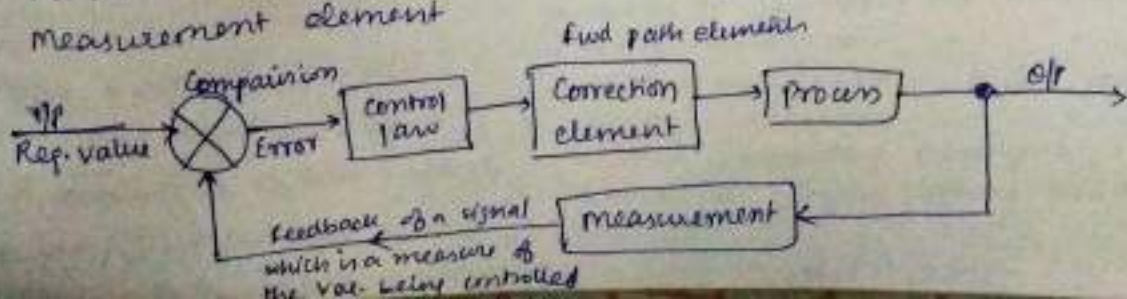 measurement element
fwd path elements
Comparision
i/p
Ref. value
Error
control
law
Correction
element
Process
O/P
measurement
feedback of a signal
which is a measure of
the var. being controlled